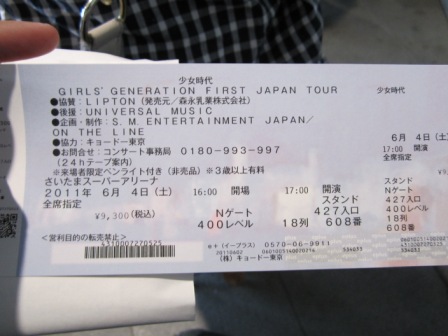 少女時代
GIRLS' GENERATION FIRST JAPAN TOUR
●協賛：LIPTON（発売元／森永乳業株式会社）
●後援：UNIVERSAL MUSIC
●企画・制作：S.M.ENTERTAINMENT JAPAN／
ON THE LINE
●協力：キョードー東京
●お問合せ：コンサート事務局 0180-993-997
（24hテープ案内）
※来場者限定ペンライト付き（非売品）※3歳以上有料
さいたまスーパーアリーナ
2011年 6月 4日（土） 16:00 開場 17:00 開演
全席指定 スタンド
¥9,300(税込) Nゲート 427入口
400レベル 18列 608番
＜営利目的の転売禁止＞
4310007270525
e+（イープラス） 0570-06-9911
20110602
（株）キョードー東京
少女時代
6月 4日（土）
17:00 開演
全席指定
スタンド
Nゲート
427入口
400レベル
18列
608番